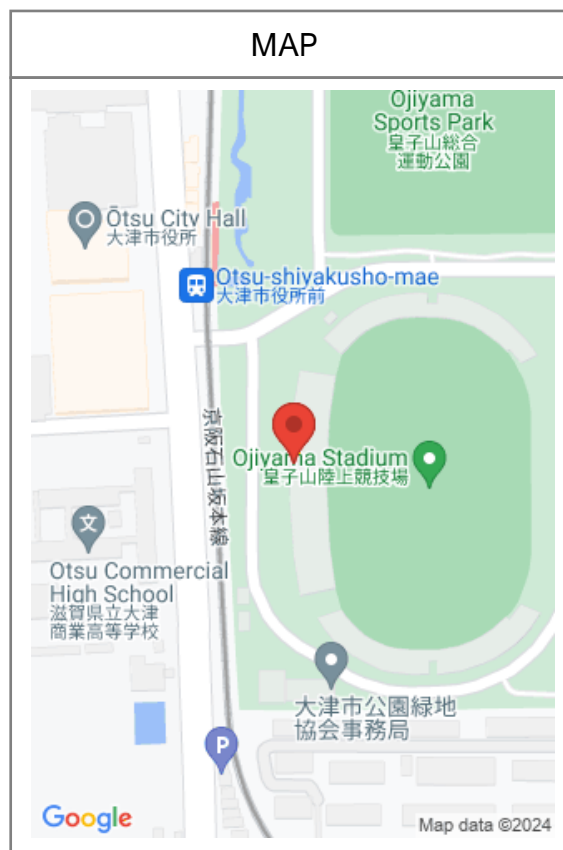 MAP
Ojiyama
Sports Park
皇子山総合
運動公園
Ōtsu City Hall
大津市役所
Otsu-shiyakusho-mae
大津市役所前
京阪石山坂本線
Ojiyama Stadium
皇子山陸上競技場
文
Otsu Commercial
High School
滋賀県立大津
商業高等学校
大津市公園緑地
協会事務局
P
Google
Map data ©2024